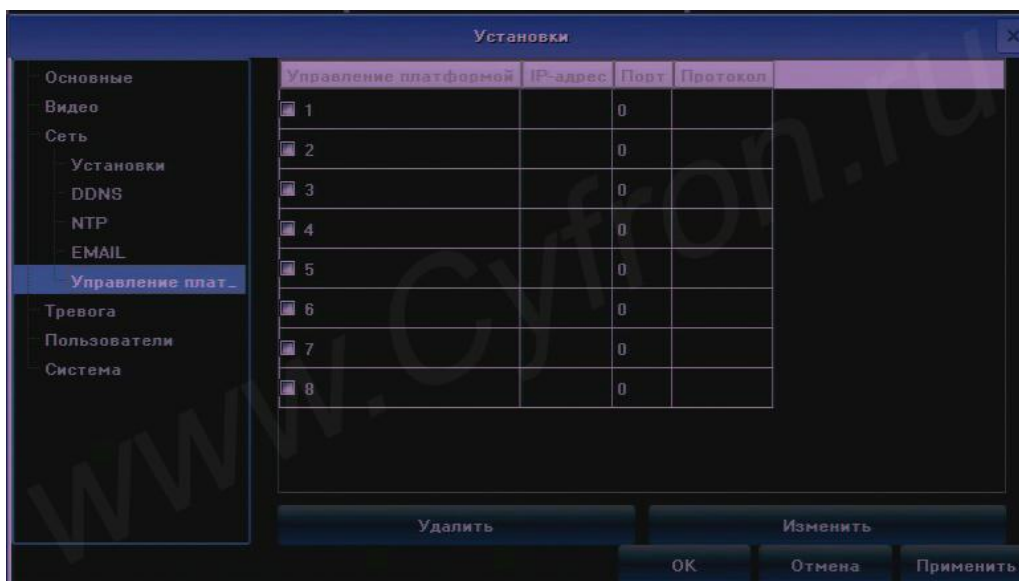 Установки
Основные
Видео
Сеть
Установки
DDNS
NTP
EMAIL
Управление плат_
Тревога
Пользователи
Система
Управление платформой IP-адрес Порт Протокол
1 0
2 0
3 0
4 0
5 0
6 0
7 0
8 0
Удалить Изменить
OK Отмена Применить
www.Cyfron.ru